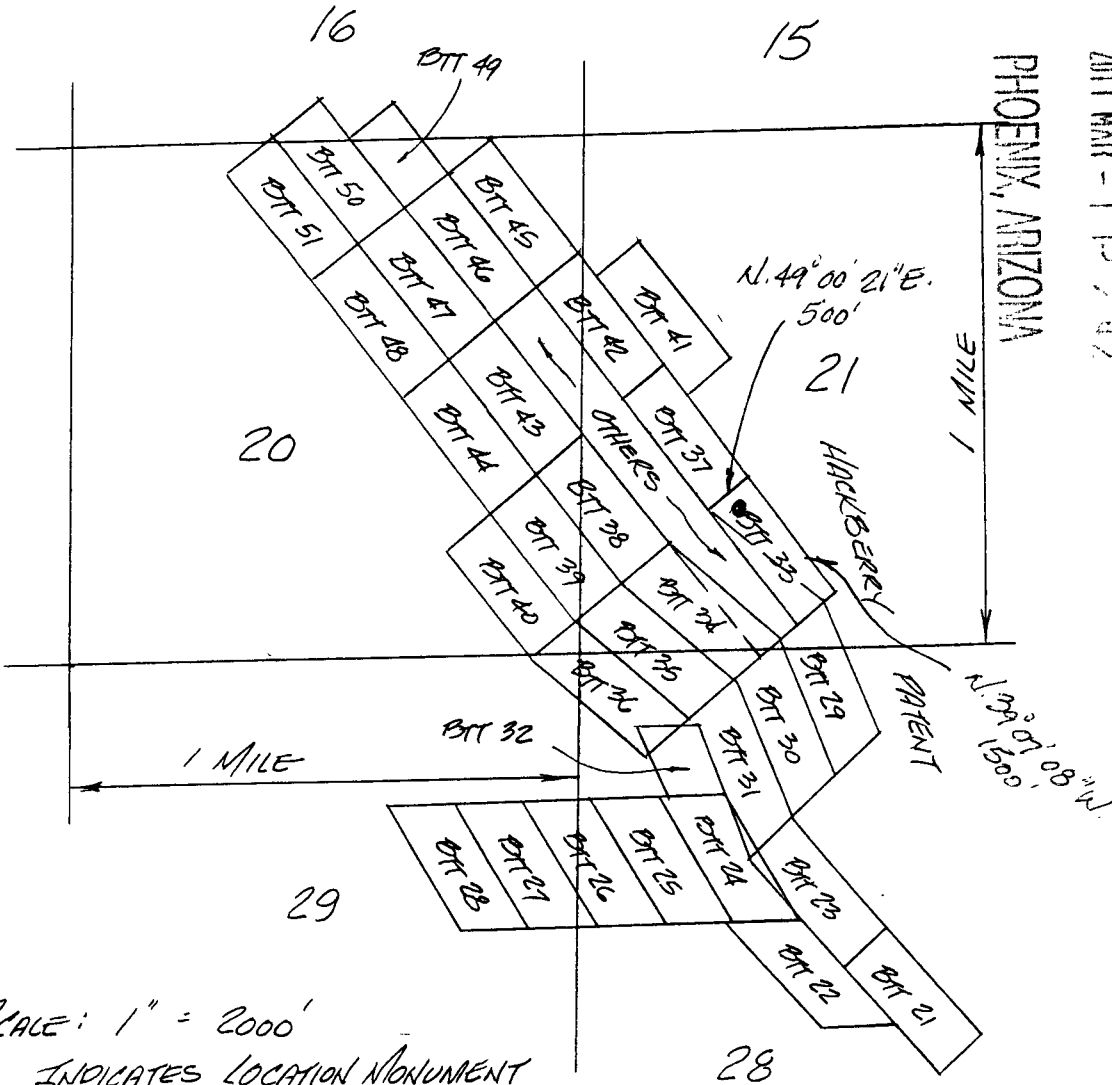 16
15
BTT 49
PHOENIX, ARIZONA
BTT 50
BTT 51
BTT 45
BTT 46
BTT 47
BTT 48
N. 49° 00' 21" E.
500'
BTT 41
BTT 42
21
1 MILE
BTT 43
BTT 44
20
OTHERS
BTT 37
HACKBERRY
PATENT
BTT 33
BTT 38
BTT 39
BTT 40
BTT 34
BTT 35
BTT 36
BTT 29
BTT 30
BTT 31
BTT 32
1 MILE
1500'
BTT 28
BTT 27
BTT 26
BTT 25
BTT 24
BTT 23
BTT 22
BTT 21
29
SCALE: 1" = 2000'
INDICATES LOCATION MONUMENT
28